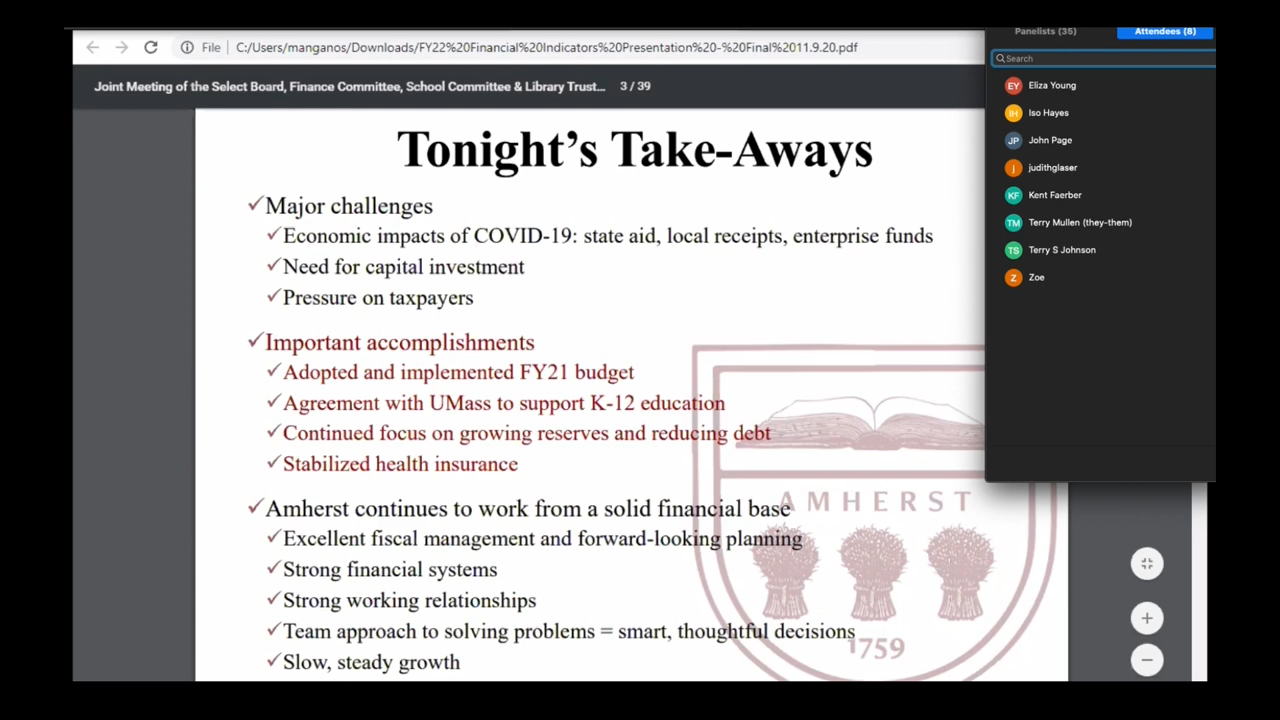 File
C:/Users/manganos/Downloads/FY22%20Financial%20Indicators%20Presentation%20-%20Final%2011.9.20.pdf
Joint Meeting of the Select Board, Finance Committee, School Committee & Library Trust... 3 / 39
Tonight's Take-Aways
Major challenges
Economic impacts of COVID-19: state aid, local receipts, enterprise funds
Need for capital investment
Pressure on taxpayers
Important accomplishments
Adopted and implemented FY21 budget
Agreement with UMass to support K-12 education
Continued focus on growing reserves and reducing debt
Stabilized health insurance
Amherst continues to work from a solid financial base
Excellent fiscal management and forward-looking planning
Strong financial systems
Strong working relationships
Team approach to solving problems = smart, thoughtful decisions
Slow, steady growth
AMHERST
1759
Panelists (35) Attendees (8)
Search
EY Eliza Young
IH Iso Hayes
JP John Page
j judithglaser
KF Kent Faerber
TM Terry Mullen (they-them)
TS Terry S Johnson
Z Zoe